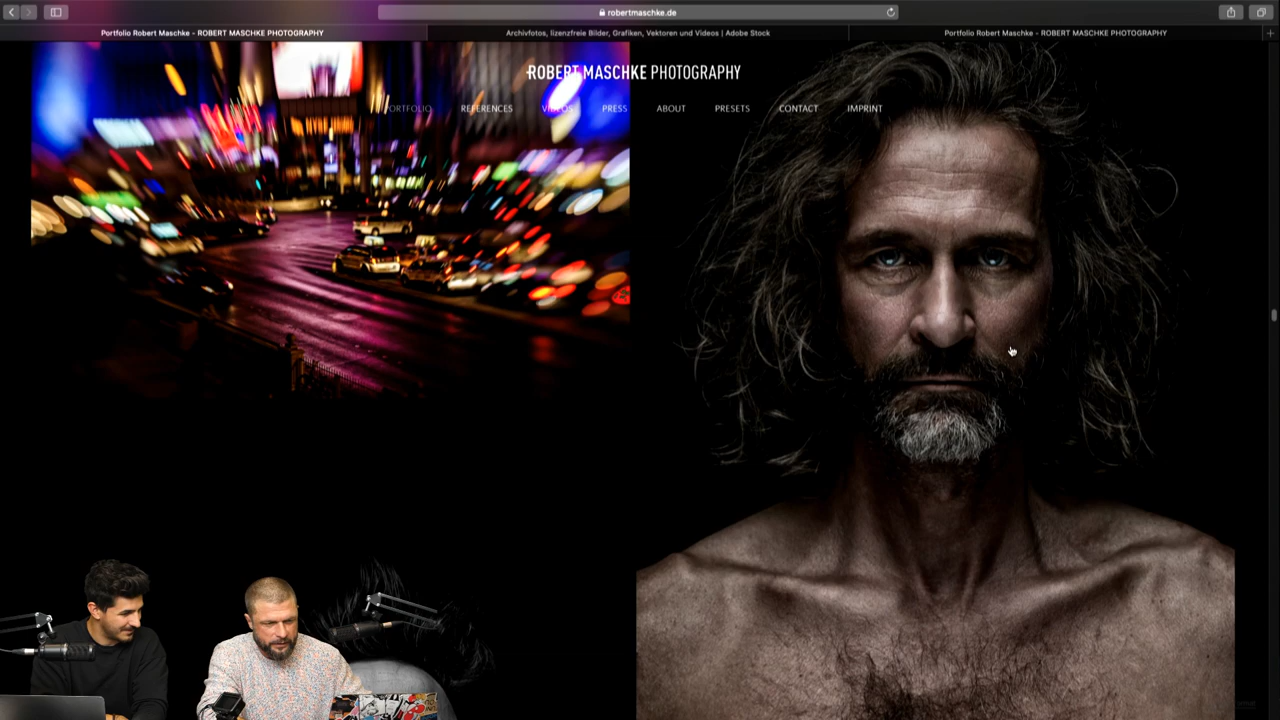 robertmaschke.de
Portfolio Robert Maschke - ROBERT MASCHKE PHOTOGRAPHY
Archivfotos, lizenzfreie Bilder, Grafiken, Vektoren und Videos | Adobe Stock
Portfolio Robert Maschke - ROBERT MASCHKE PHOTOGRAPHY
ROBERT MASCHKE PHOTOGRAPHY
PORTFOLIO
REFERENCES
VIDEOS
PRESS
ABOUT
PRESETS
CONTACT
IMPRINT